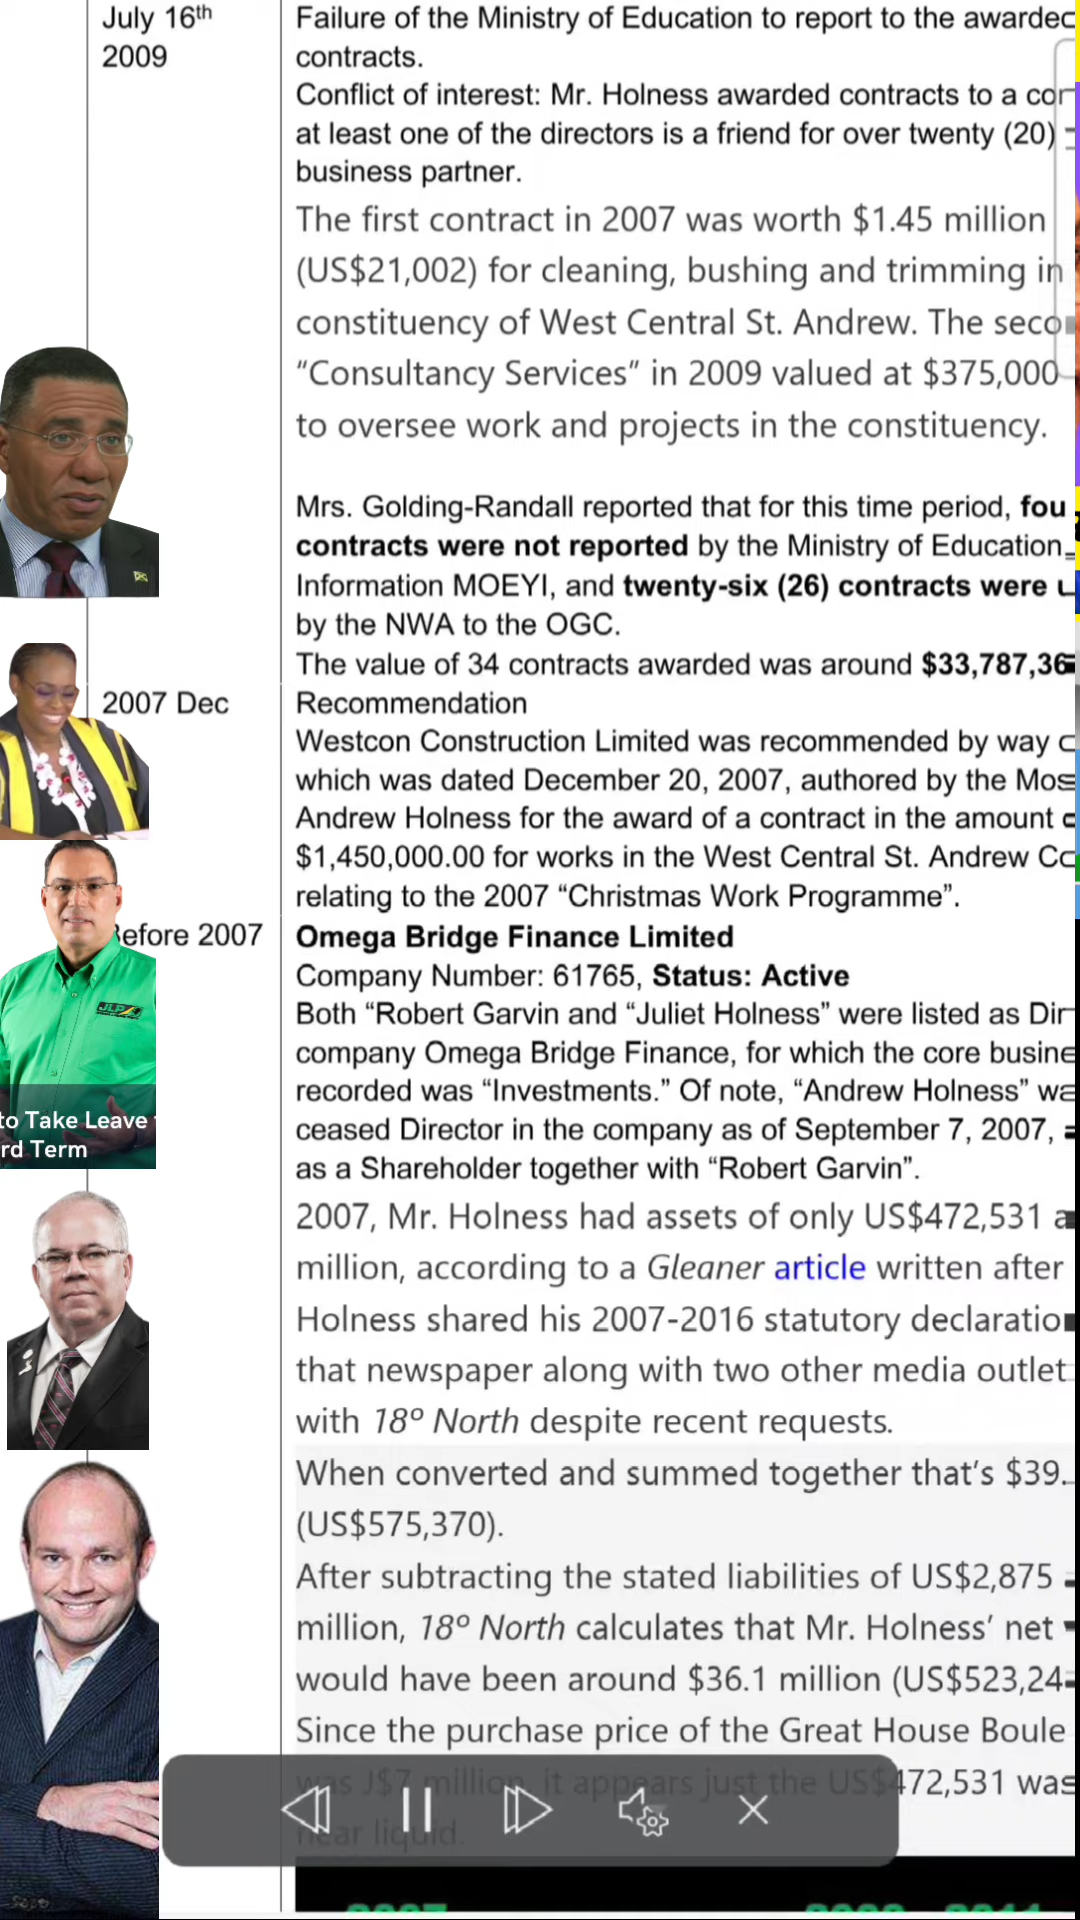 July 16th
2009
Failure of the Ministry of Education to report to the awarded
contracts.
Conflict of interest: Mr. Holness awarded contracts to a
at least one of the directors is a friend for over twenty (20)
business partner.
The first contract in 2007 was worth $1.45 million
(US$21,002) for cleaning, bushing and trimming in
constituency of West Central St. Andrew. The
“Consultancy Services” in 2009 valued at $375,000
to oversee work and projects in the constituency.
Mrs. Golding-Randall reported that for this time period,
contracts were not reported by the Ministry of Education
Information MOEYI, and twenty-six (26) contracts were
by the NWA to the OGC.
The value of 34 contracts awarded was around $33,787,36
2007 Dec
Recommendation
Westcon Construction Limited was recommended by way
which was dated December 20, 2007, authored by the
Andrew Holness for the award of a contract in the amount
$1,450,000.00 for works in the West Central St. Andrew
relating to the 2007 “Christmas Work Programme”.
efore 2007
Omega Bridge Finance Limited
Company Number: 61765, Status: Active
Both “Robert Garvin and “Juliet Holness” were listed as
company Omega Bridge Finance, for which the core
recorded was “Investments.” Of note, “Andrew Holness”
ceased Director in the company as of September 7, 2007,
as a Shareholder together with “Robert Garvin”.
2007, Mr. Holness had assets of only US$472,531
million, according to a Gleaner article written after
Holness shared his 2007-2016 statutory
that newspaper along with two other media outlet
with 18º North despite recent requests.
When converted and summed together that’s $39.
(US$575,370).
After subtracting the stated liabilities of US$2,875
million, 18º North calculates that Mr. Holness’ net
would have been around $36.1 million (US$523,24
Since the purchase price of the Great House Boule
was J$7 million, it appears just the US$472,531 was
near liquid.
JLP
to Take Leave
rd Term